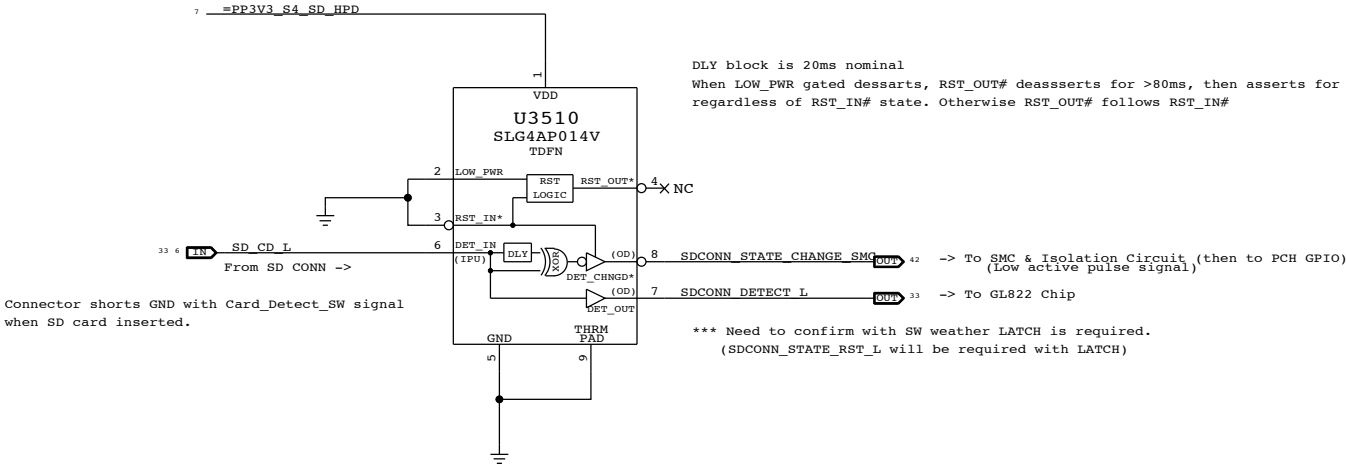 7 =PP3V3_S4_SD_HPD
DLY block is 20ms nominal
When LOW_PWR gated dessarts, RST_OUT# deassserts for >80ms, then asserts for
regardless of RST_IN# state. Otherwise RST_OUT# follows RST_IN#
1
VDD
U3510
SLG4AP014V
TDFN
2 LOW_PWR
RST
LOGIC
RST_OUT*
4 NC
3 RST_IN*
33 6 IN SD_CD_L
From SD CONN ->
6 DET_IN
(IPU)
DLY
XOR
(OD) 8
DET_CHNGD*
SDCONN_STATE_CHANGE_SMC OUT 42 -> To SMC & Isolation Circuit (then to PCH GPIO)
(Low active pulse signal)
(OD) 7
DET_OUT
SDCONN_DETECT_L OUT 33 -> To GL822 Chip
Connector shorts GND with Card_Detect_SW signal
when SD card inserted.
GND
THRM
PAD
5
9
*** Need to confirm with SW weather LATCH is required.
(SDCONN_STATE_RST_L will be required with LATCH)